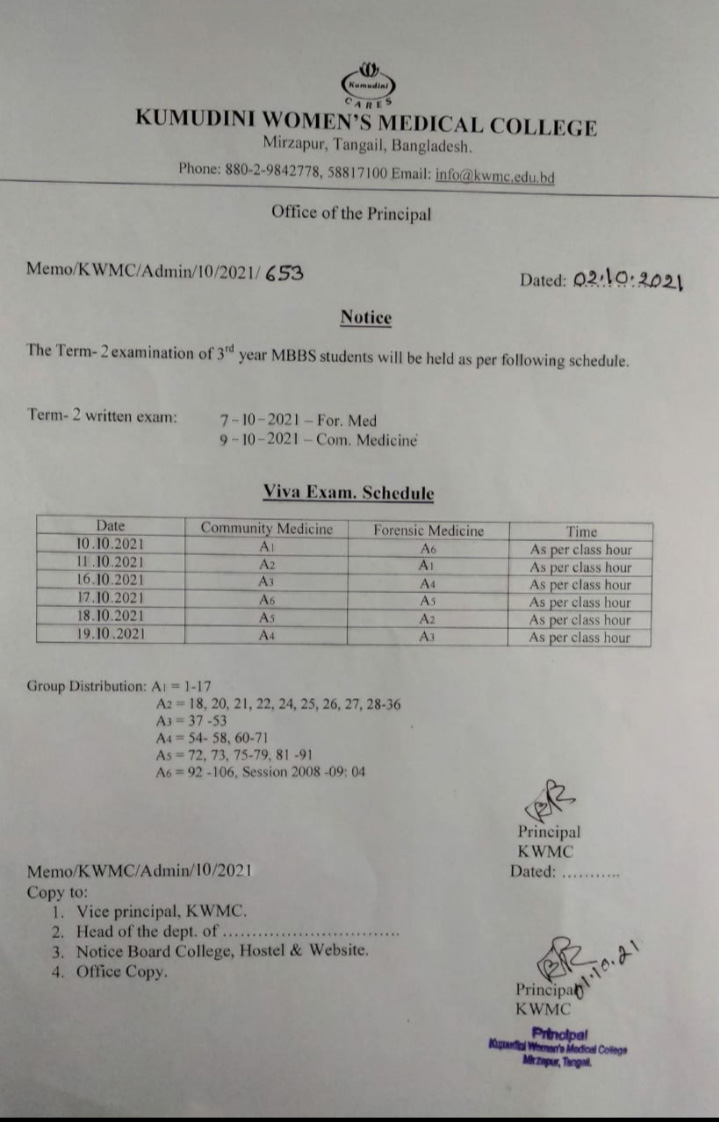 Kumudini
CARES
KUMUDINI WOMEN'S MEDICAL COLLEGE
Mirzapur, Tangail, Bangladesh.
Phone: 880-2-9842778, 58817100 Email: info@kwmc.edu.bd
Office of the Principal
Memo/KWMC/Admin/10/2021/ 653 Dated: 02.10.2021
Notice
The Term- 2 examination of 3rd year MBBS students will be held as per following schedule.
Term- 2 written exam: 7-10-2021 – For. Med
9-10-2021 – Com. Medicine
Viva Exam. Schedule
Date Community Medicine Forensic Medicine Time
10.10.2021 A1 A6 As per class hour
11.10.2021 A2 A1 As per class hour
16.10.2021 A3 A4 As per class hour
17.10.2021 A6 A5 As per class hour
18.10.2021 A5 A2 As per class hour
19.10.2021 A4 A3 As per class hour
Group Distribution: A1 = 1-17
A2 = 18, 20, 21, 22, 24, 25, 26, 27, 28-36
A3 = 37 -53
A4 = 54- 58, 60-71
A5 = 72, 73, 75-79, 81 -91
A6 = 92 -106, Session 2008 -09: 04
Principal
KWMC
Dated: ...........
Memo/KWMC/Admin/10/2021
Copy to:
1. Vice principal, KWMC.
2. Head of the dept. of ................................
3. Notice Board College, Hostel & Website.
4. Office Copy.
01.10.21
Principal
KWMC
Principal
Kumudini Women's Medical College
Mirzapur, Tangail.